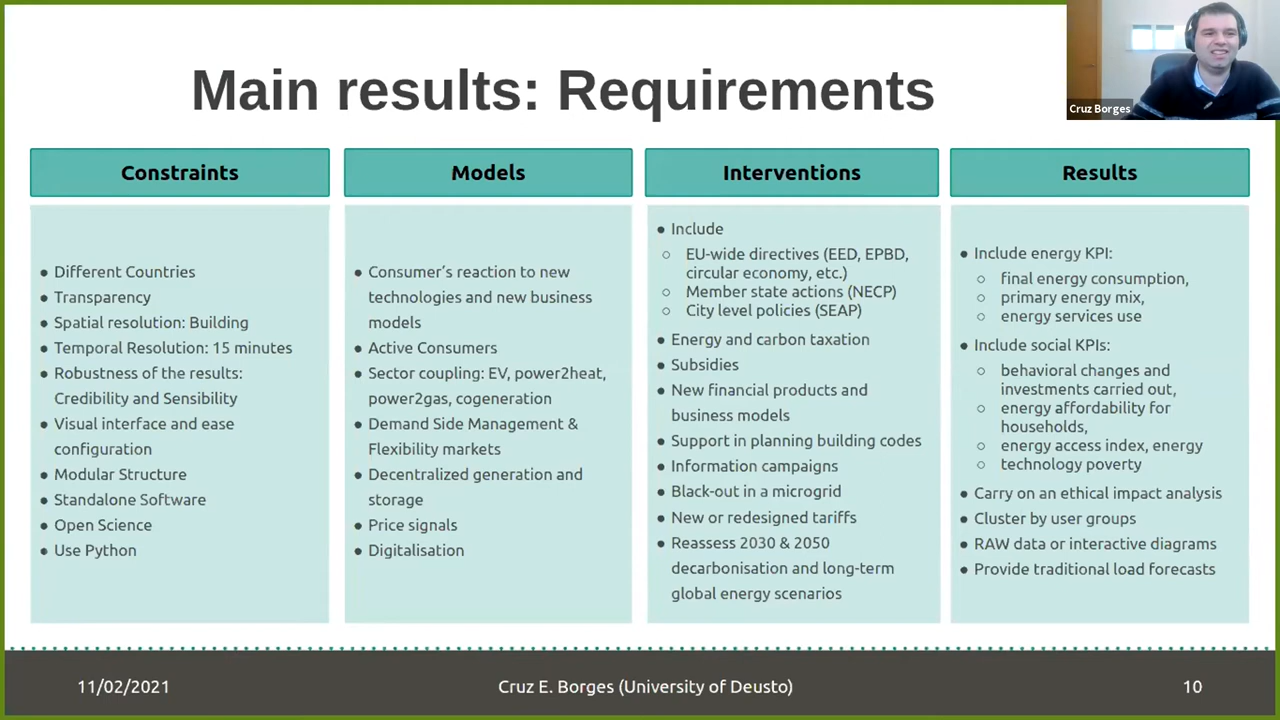 Main results: Requirements
Cruz Borges
Constraints
● Different Countries
● Transparency
● Spatial resolution: Building
● Temporal Resolution: 15 minutes
● Robustness of the results:
Credibility and Sensibility
● Visual interface and ease
configuration
● Modular Structure
● Standalone Software
● Open Science
● Use Python
Models
● Consumer's reaction to new
technologies and new business
models
● Active Consumers
● Sector coupling: EV, power2heat,
power2gas, cogeneration
● Demand Side Management &
Flexibility markets
● Decentralized generation and
storage
● Price signals
● Digitalisation
Interventions
● Include
○ EU-wide directives (EED, EPBD,
circular economy, etc.)
○ Member state actions (NECP)
○ City level policies (SEAP)
● Energy and carbon taxation
● Subsidies
● New financial products and
business models
● Support in planning building codes
● Information campaigns
● Black-out in a microgrid
● New or redesigned tariffs
● Reassess 2030 & 2050
decarbonisation and long-term
global energy scenarios
Results
● Include energy KPI:
○ final energy consumption,
○ primary energy mix,
○ energy services use
● Include social KPIs:
○ behavioral changes and
investments carried out,
○ energy affordability for
households,
○ energy access index, energy
○ technology poverty
● Carry on an ethical impact analysis
● Cluster by user groups
● RAW data or interactive diagrams
● Provide traditional load forecasts
11/02/2021
Cruz E. Borges (University of Deusto)
10